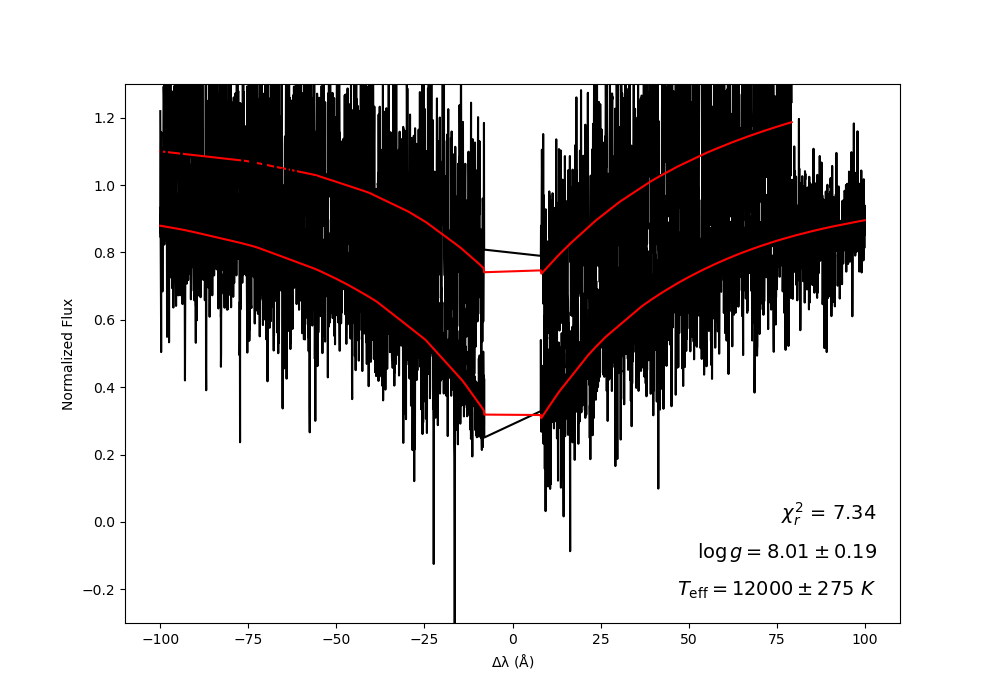 Normalized Flux
1.2
1.0
0.8
0.6
0.4
0.2
0.0
−0.2
χ²ᵣ = 7.34
log g = 8.01 ± 0.19
T_eff = 12000 ± 275 K
−100 −75 −50 −25 0 25 50 75 100
Δλ (Å)